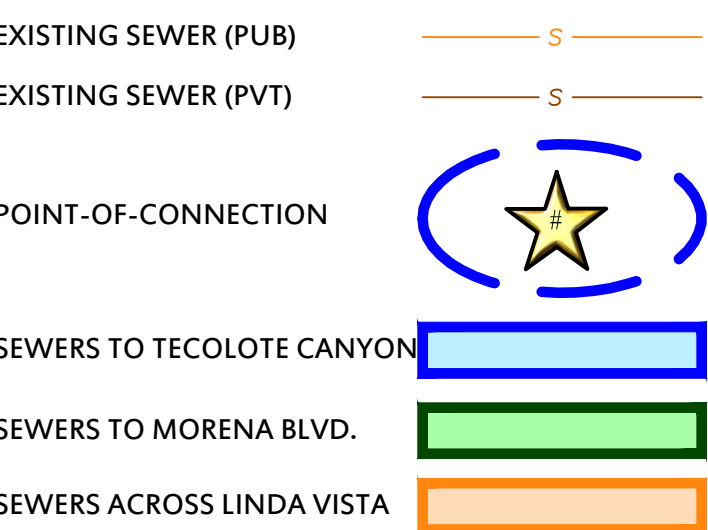 EXISTING SEWER (PUB) S
EXISTING SEWER (PVT) S
POINT-OF-CONNECTION #
SEWERS TO TECOLOTE CANYON
SEWERS TO MORENA BLVD.
SEWERS ACROSS LINDA VISTA